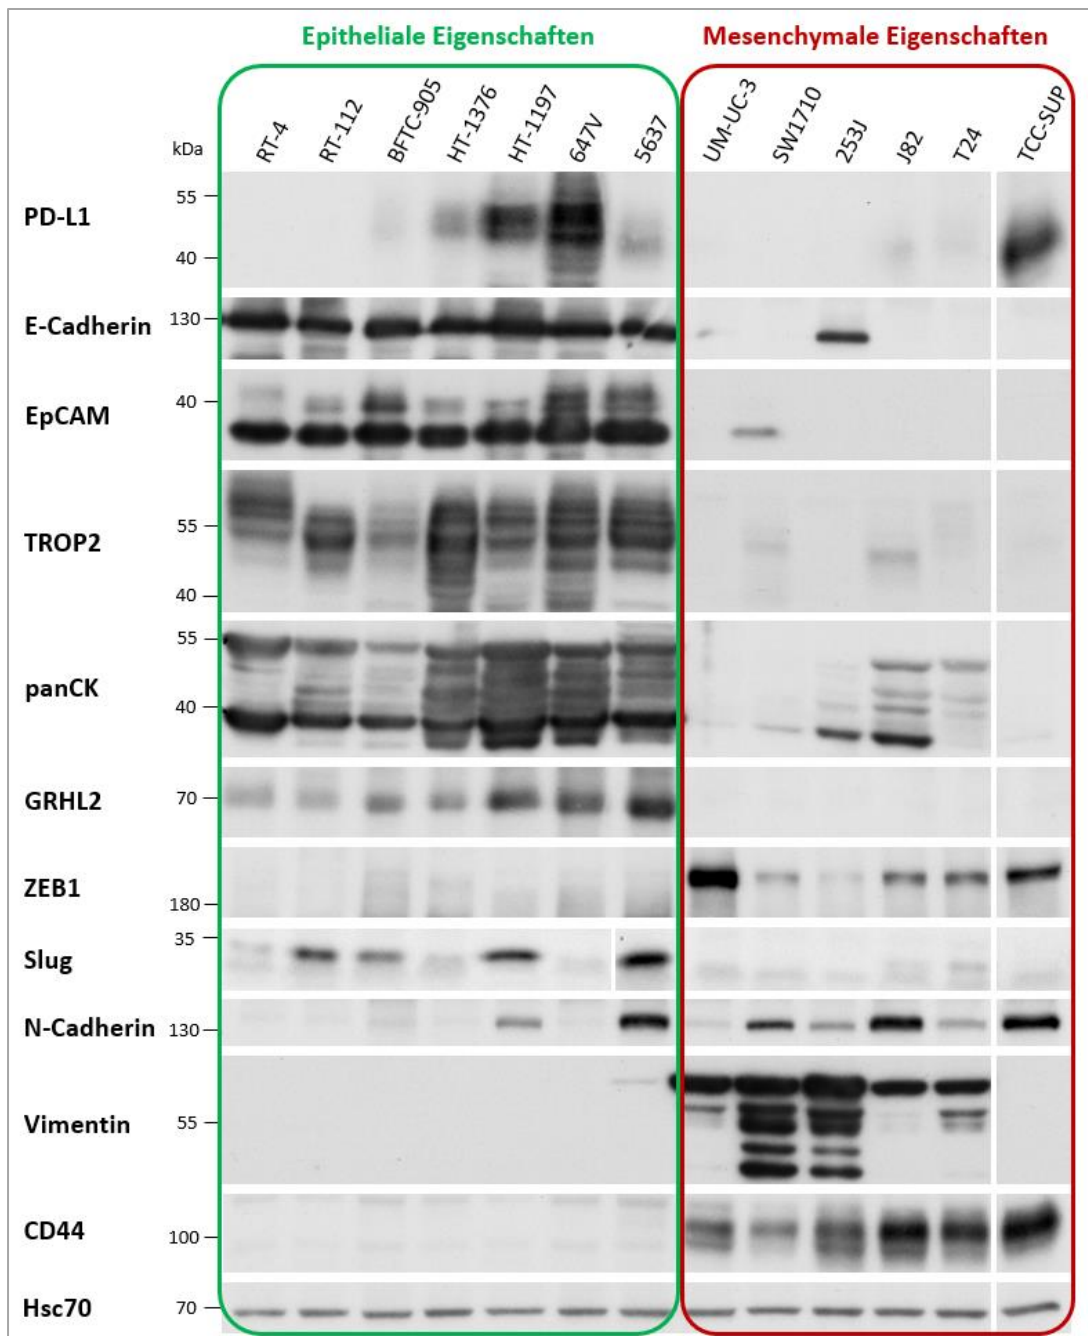 Epitheliale Eigenschaften
Mesenchymale Eigenschaften
kDa
RT-4
RT-112
BFTC-905
HT-1376
HT-1197
647V
5637
UM-UC-3
SW1710
253J
J82
T24
TCC-SUP
PD-L1
55
40
E-Cadherin
130
EpCAM
40
TROP2
55
40
panCK
55
40
GRHL2
70
ZEB1
180
Slug
35
N-Cadherin
130
Vimentin
55
CD44
100
Hsc70
70